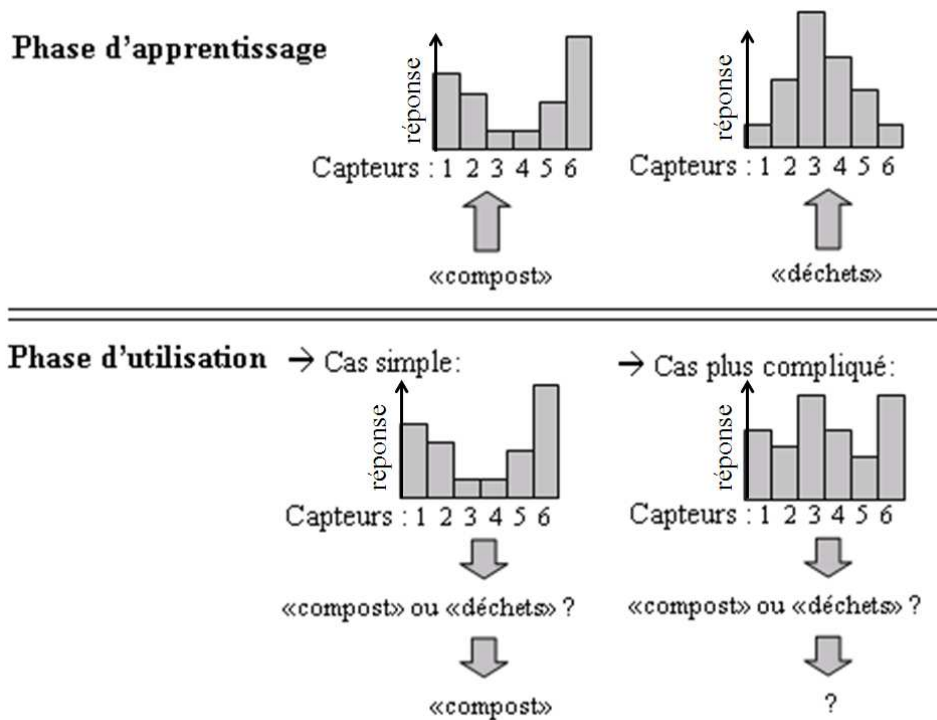 Phase d'apprentissage
réponse
Capteurs : 1 2 3 4 5 6
«compost»
réponse
Capteurs : 1 2 3 4 5 6
«déchets»
Phase d'utilisation
→ Cas simple:
réponse
Capteurs : 1 2 3 4 5 6
«compost» ou «déchets» ?
«compost»
→ Cas plus compliqué:
réponse
Capteurs : 1 2 3 4 5 6
«compost» ou «déchets» ?
?